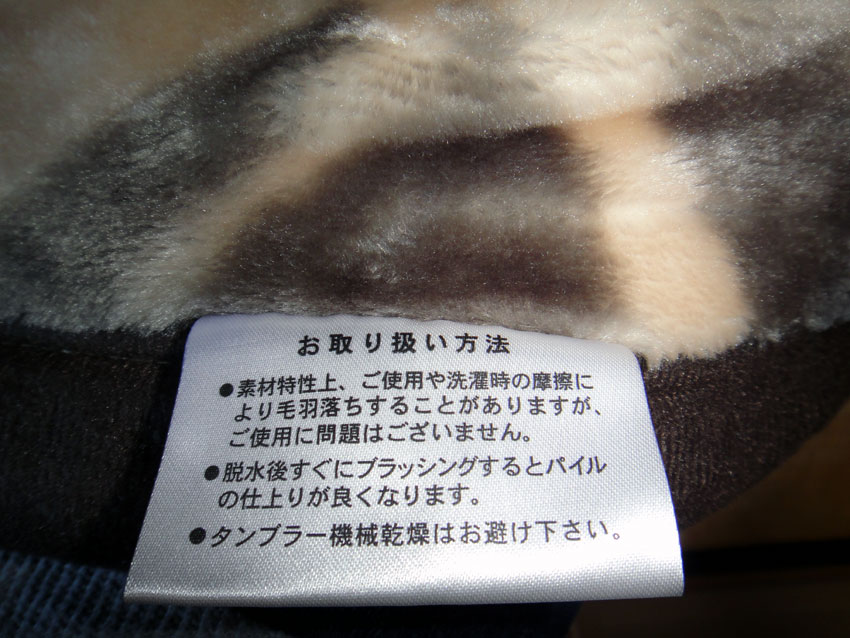 お取り扱い方法
●素材特性上、ご使用や洗濯時の摩擦に
より毛羽落ちすることがありますが、
ご使用に問題はございません。
●脱水後すぐにブラッシングするとパイル
の仕上りが良くなります。
●タンブラー機械乾燥はお避け下さい。